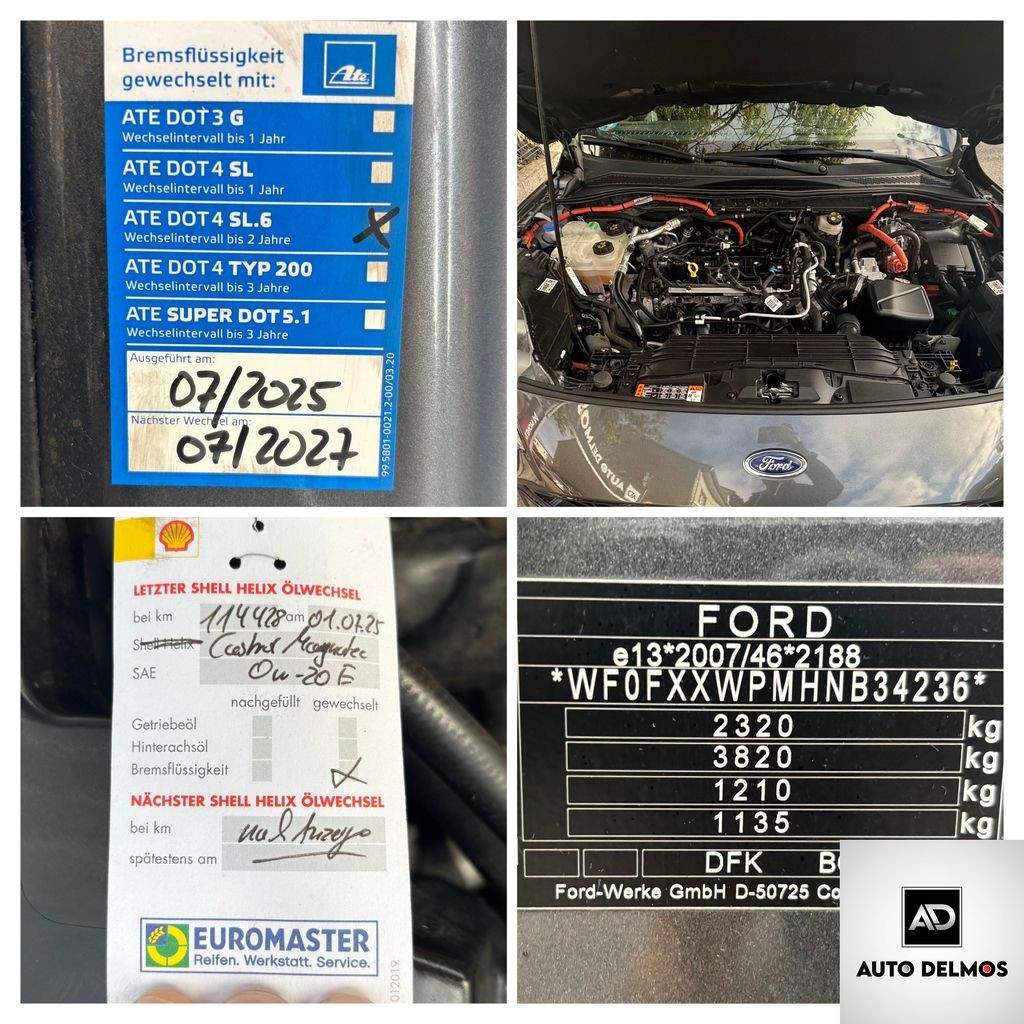 Bremsflüssigkeit
gewechselt mit:
Ate
ATE DOT 3 G
Wechselintervall bis 1 Jahr
ATE DOT 4 SL
Wechselintervall bis 1 Jahr
ATE DOT 4 SL.6
Wechselintervall bis 2 Jahre
ATE DOT 4 TYP 200
Wechselintervall bis 3 Jahre
ATE SUPER DOT 5.1
Wechselintervall bis 3 Jahre
Ausgeführt am:
07/2025
Nächster Wechsel am:
07/2027
99.5801-0021.2-00/03.20
Ford
LETZTER SHELL HELIX ÖLWECHSEL
bei km 114428 am 01.07.25
Shell Helix Castrol Magnatec
SAE 0w-20 E
nachgefüllt gewechselt
Getriebeöl
Hinterachsöl
Bremsflüssigkeit
NÄCHSTER SHELL HELIX ÖLWECHSEL
bei km
spätestens am
EUROMASTER
Reifen. Werkstatt. Service.
012019
FORD
e13*2007/46*2188
*WF0FXXWPMHNB34236*
2320 kg
3820 kg
1210 kg
1135 kg
DFK
Ford-Werke GmbH D-50725 Co
AD
AUTO DELMOS